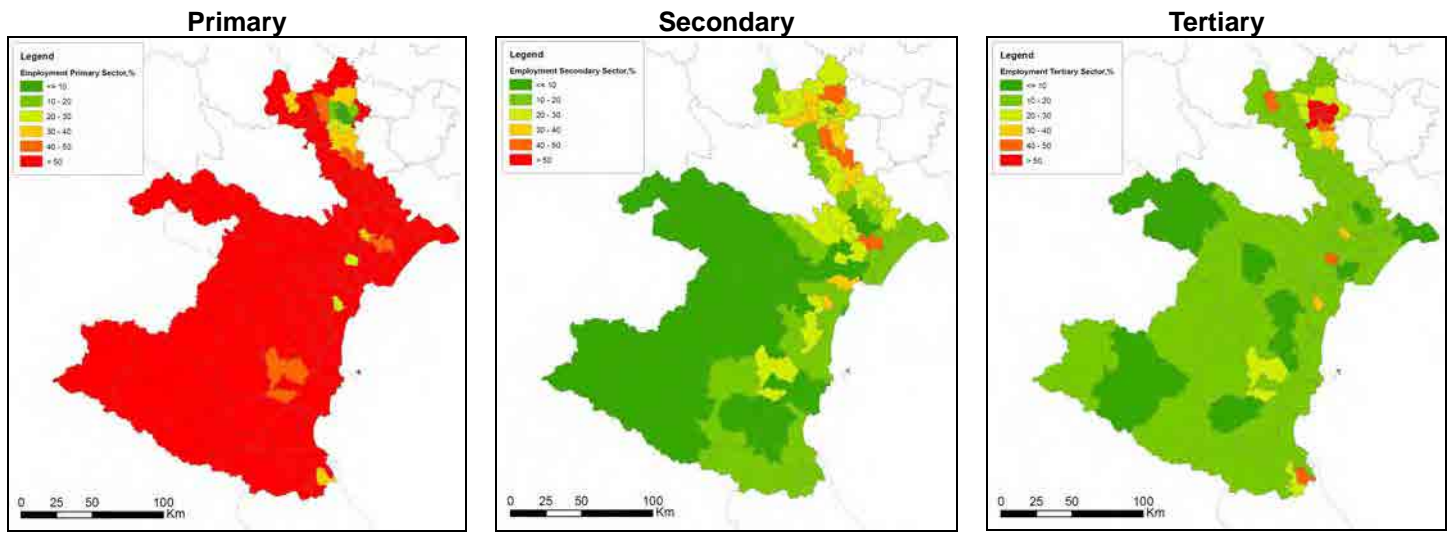 Primary
Secondary
Tertiary
Legend
Employment Primary Sector,%
<= 10
10 - 20
20 - 30
30 - 40
40 - 50
> 50
0 25 50 100
Km
Legend
Employment Secondary Sector,%
<= 10
10 - 20
20 - 30
30 - 40
40 - 50
> 50
0 25 50 100
Km
Legend
Employment Tertiary Sector,%
<= 10
10 - 20
20 - 30
30 - 40
40 - 50
> 50
0 25 50 100
Km